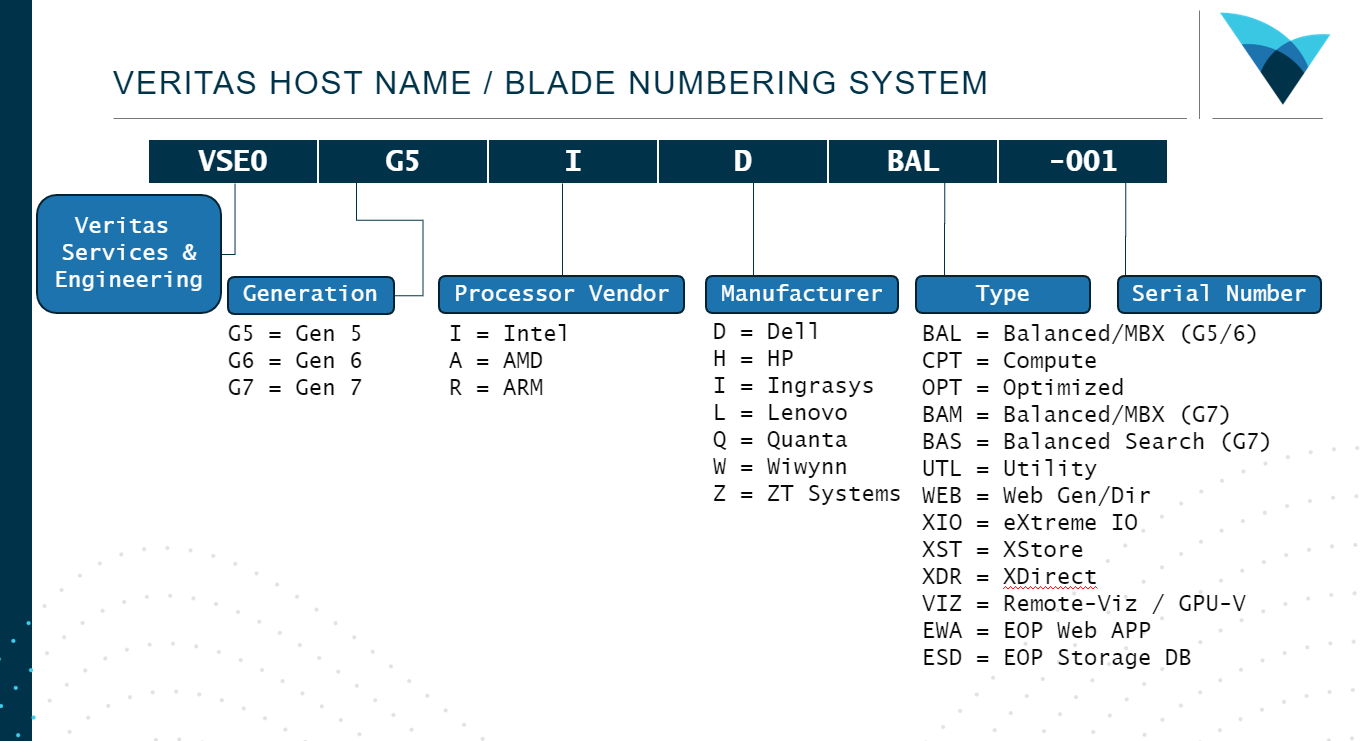 VERITAS HOST NAME / BLADE NUMBERING SYSTEM
VSE0 G5 I D BAL -001
Veritas
Services &
Engineering
Generation
G5 = Gen 5
G6 = Gen 6
G7 = Gen 7
Processor Vendor
I = Intel
A = AMD
R = ARM
Manufacturer
D = Dell
H = HP
I = Ingrasys
L = Lenovo
Q = Quanta
W = Wiwynn
Z = ZT Systems
Type
BAL = Balanced/MBX (G5/6)
CPT = Compute
OPT = Optimized
BAM = Balanced/MBX (G7)
BAS = Balanced Search (G7)
UTL = Utility
WEB = Web Gen/Dir
XIO = eXtreme IO
XST = XStore
XDR = XDirect
VIZ = Remote-Viz / GPU-V
EWA = EOP Web APP
ESD = EOP Storage DB
Serial Number